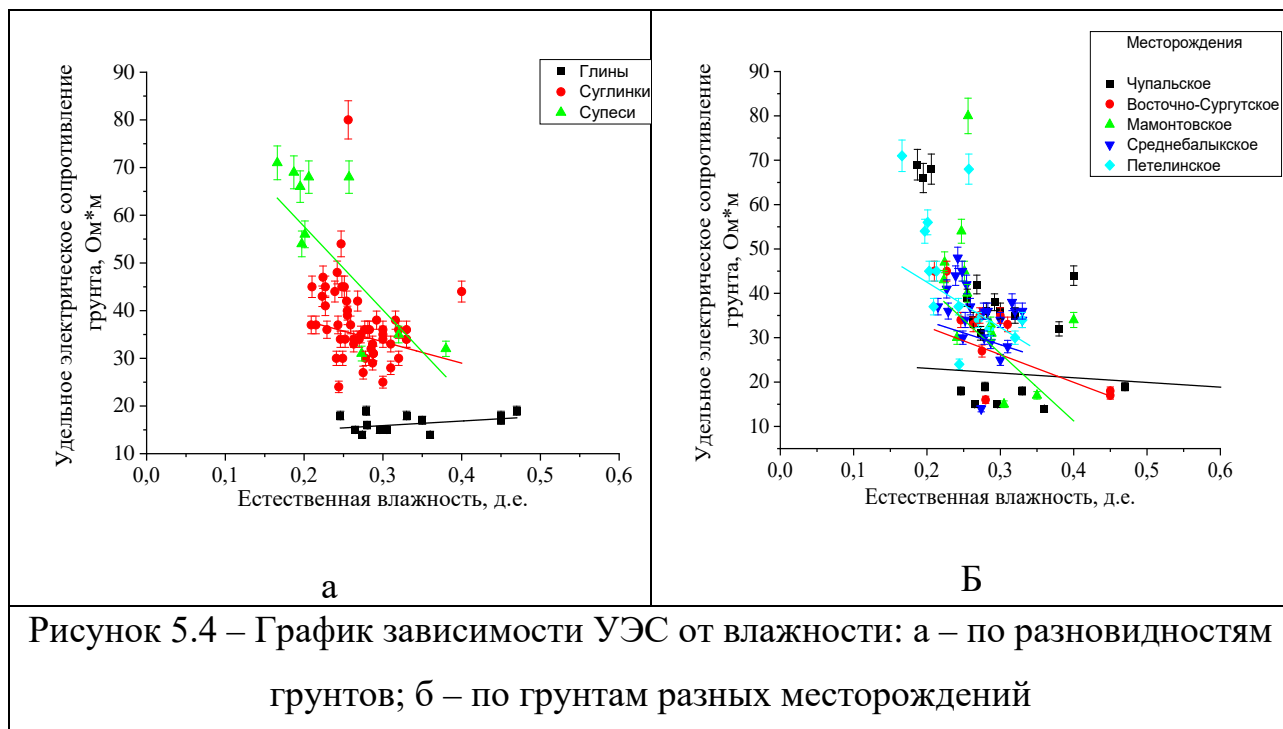 Глины
Суглинки
Супеси
Удельное электрическое сопротивление
грунта, Ом*м
90
80
70
60
50
40
30
20
10
0,0
0,1
0,2
0,3
0,4
0,5
0,6
Естественная влажность, д.е.
а
Месторождения
Чупальское
Восточно-Сургутское
Мамонтовское
Среднебалыкское
Петелинское
Удельное электрическое сопротивление
грунта, Ом*м
90
80
70
60
50
40
30
20
10
0,0
0,1
0,2
0,3
0,4
0,5
0,6
Естественная влажность, д.е.
Б
Рисунок 5.4 – График зависимости УЭС от влажности: а – по разновидностям
грунтов; б – по грунтам разных месторождений